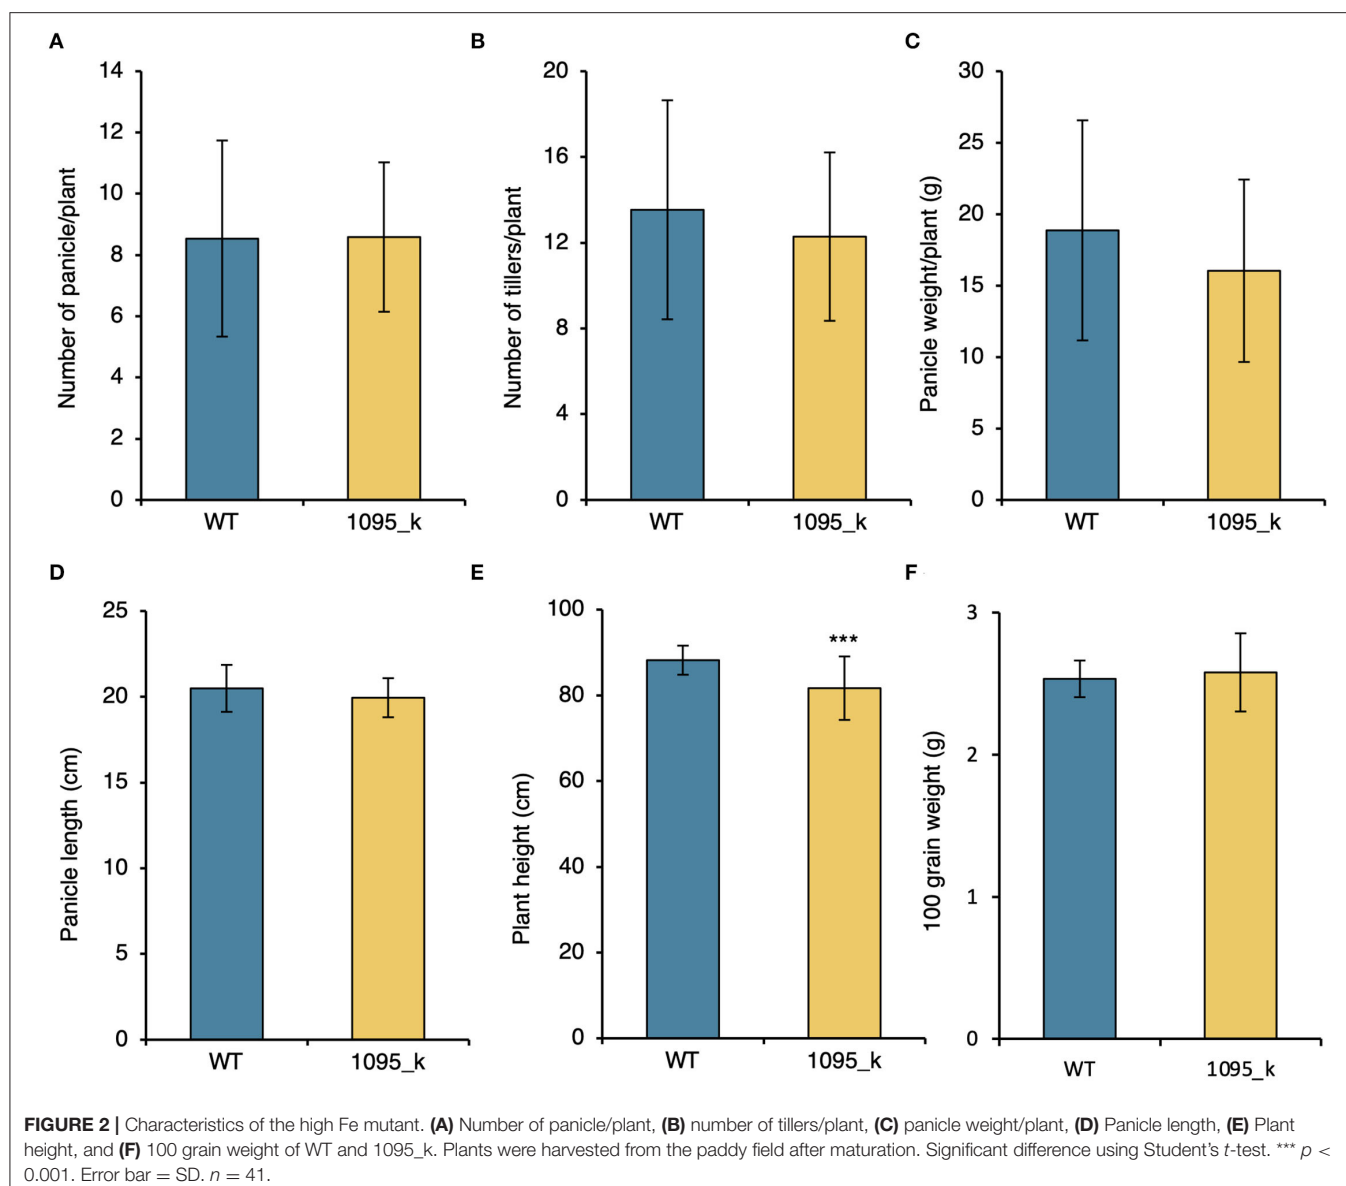 A
14
12
10
8
6
4
2
0
Number of panicle/plant
WT 1095_k
B
20
16
12
8
4
0
Number of tillers/plant
WT 1095_k
C
30
25
20
15
10
5
0
Panicle weight/plant (g)
WT 1095_k
D
25
20
15
10
5
0
Panicle length (cm)
WT 1095_k
E
100
80
60
40
20
0
Plant height (cm)
***
WT 1095_k
F
3
2
1
0
100 grain weight (g)
WT 1095_k
FIGURE 2 | Characteristics of the high Fe mutant. (A) Number of panicle/plant, (B) number of tillers/plant, (C) panicle weight/plant, (D) Panicle length, (E) Plant
height, and (F) 100 grain weight of WT and 1095_k. Plants were harvested from the paddy field after maturation. Significant difference using Student’s t-test. *** p <
0.001. Error bar = SD. n = 41.